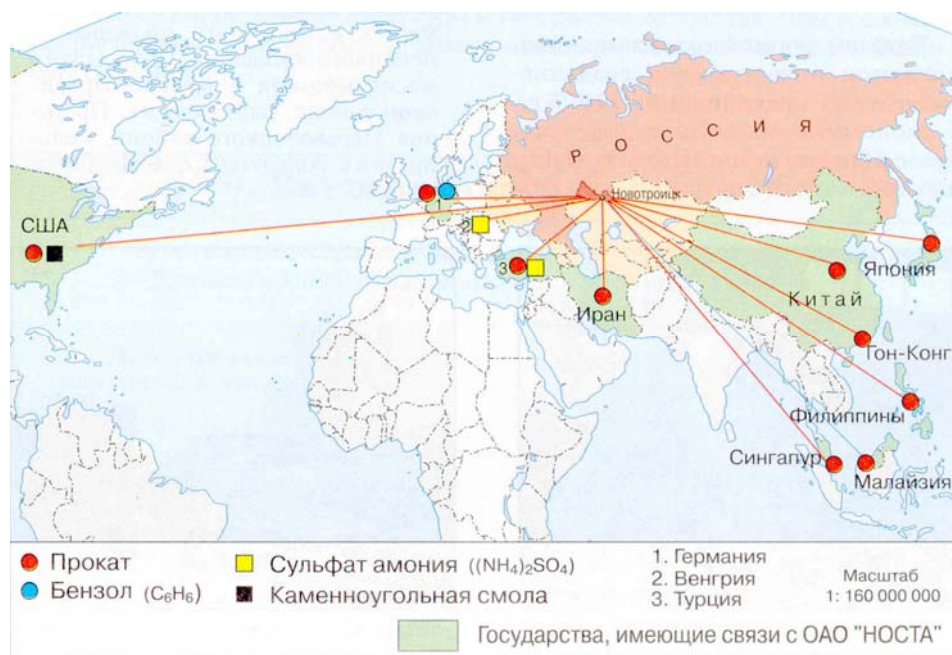 РОССИЯ
Новотроицк
США
1
2
3
Япония
Китай
Иран
Гон-Конг
Филиппины
Сингапур
Малайзия
Прокат
Бензол (C₆H₆)
Сульфат амония ((NH₄)₂SO₄)
Каменноугольная смола
1. Германия
2. Венгрия
3. Турция
Масштаб
1: 160 000 000
Государства, имеющие связи с ОАО "НОСТА"